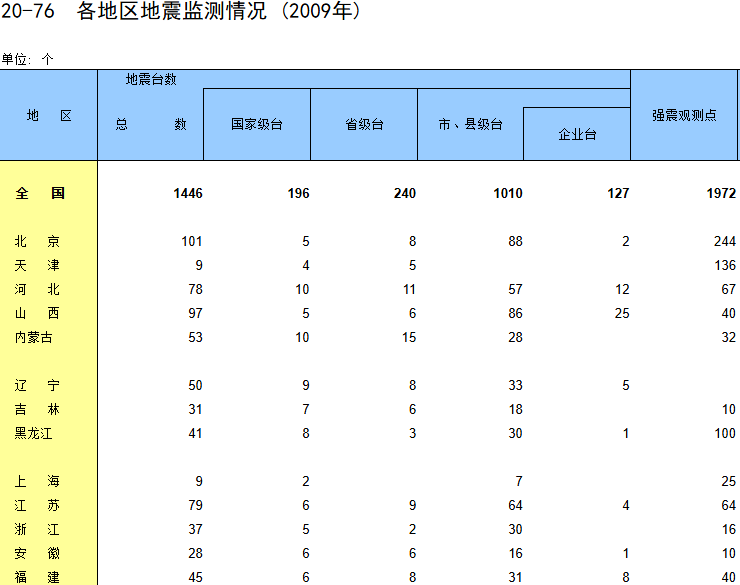 20-76 各地区地震监测情况 (2009年)
单位: 个
地 区 地震台数 强震观测点
总 数 国家级台 省级台 市、县级台
企业台
全 国 1446 196 240 1010 127 1972
北 京 101 5 8 88 2 244
天 津 9 4 5 136
河 北 78 10 11 57 12 67
山 西 97 5 6 86 25 40
内蒙古 53 10 15 28 32
辽 宁 50 9 8 33 5
吉 林 31 7 6 18 10
黑龙江 41 8 3 30 1 100
上 海 9 2 7 25
江 苏 79 6 9 64 4 64
浙 江 37 5 2 30 16
安 徽 28 6 6 16 1 10
福 建 45 6 8 31 8 40